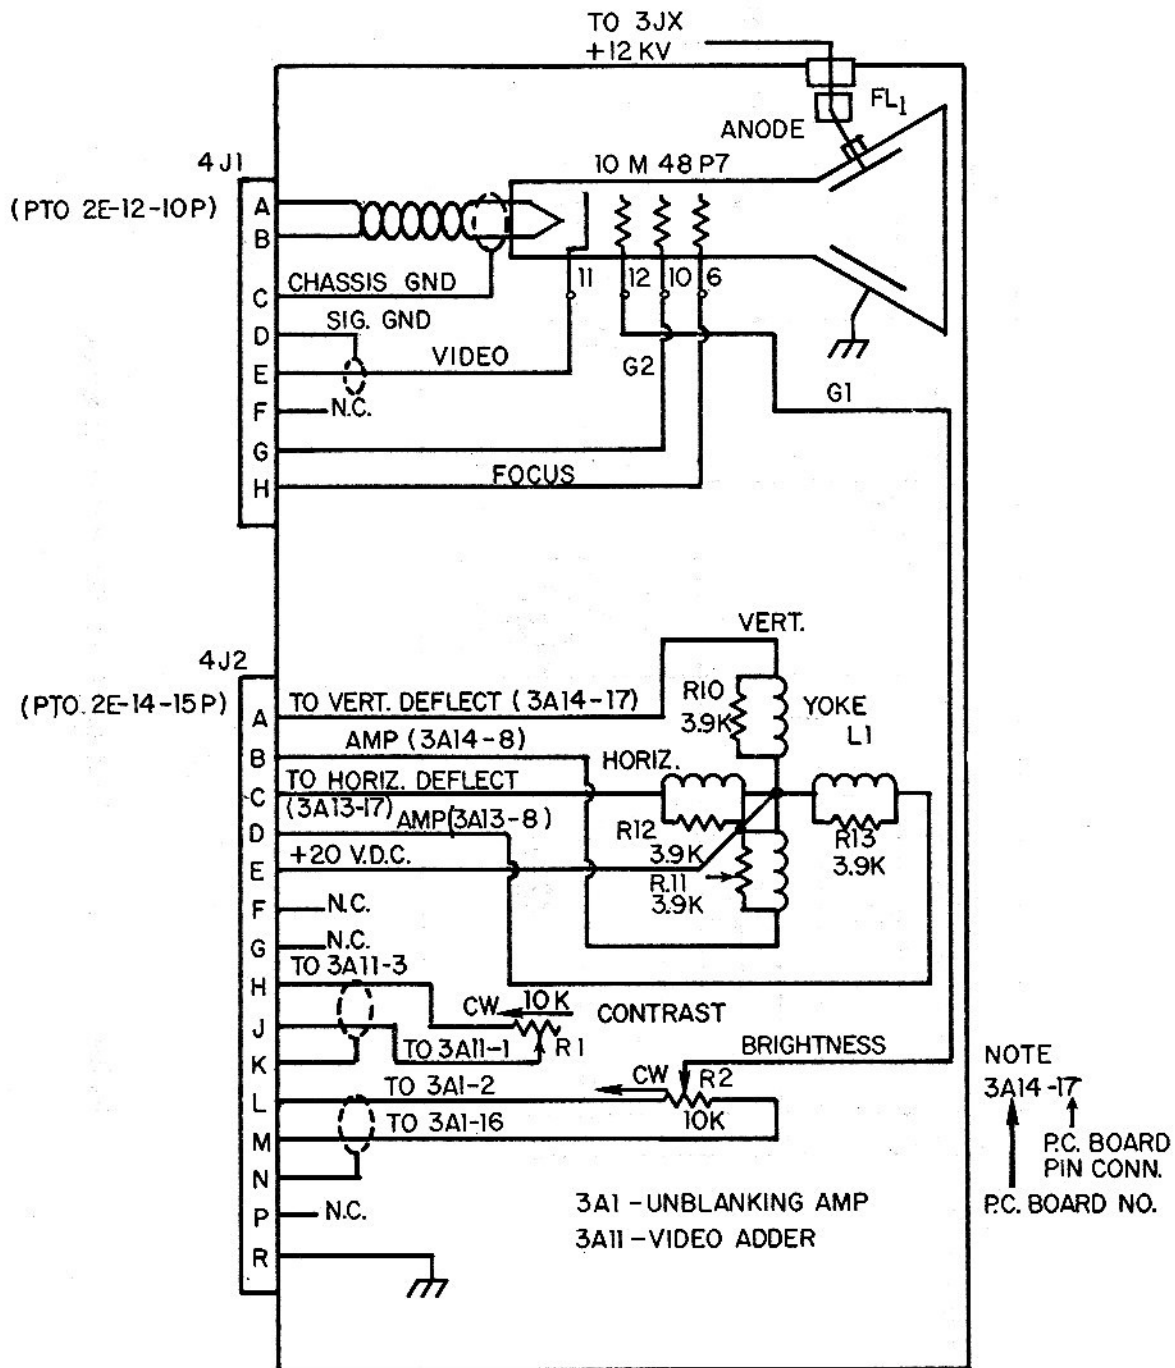 TO 3JX
+12 KV
FL1
ANODE
4J1
10 M 48 P7
(PTO 2E-12-10P)
A
B
C
D
E
F
G
H
CHASSIS GND
SIG. GND
VIDEO
N.C.
FOCUS
11
12
10
6
G2
G1
4J2
(PTO. 2E-14-15P)
A
B
C
D
E
F
G
H
J
K
L
M
N
P
R
VERT.
TO VERT. DEFLECT (3A14-17)
R10
3.9K
YOKE
L1
AMP (3A14-8)
HORIZ.
TO HORIZ. DEFLECT
(3A13-17)
AMP(3A13-8)
R12
3.9K
R13
3.9K
+20 V.D.C.
R.11
3.9K
N.C.
N.C.
TO 3A11-3
CW
10 K
CONTRAST
TO 3A11-1
R1
BRIGHTNESS
TO 3A1-2
CW
R2
10K
TO 3A1-16
N.C.
3A1-UNBLANKING AMP
3A11-VIDEO ADDER
NOTE
3A14-17
P.C. BOARD
PIN CONN.
P.C. BOARD NO.